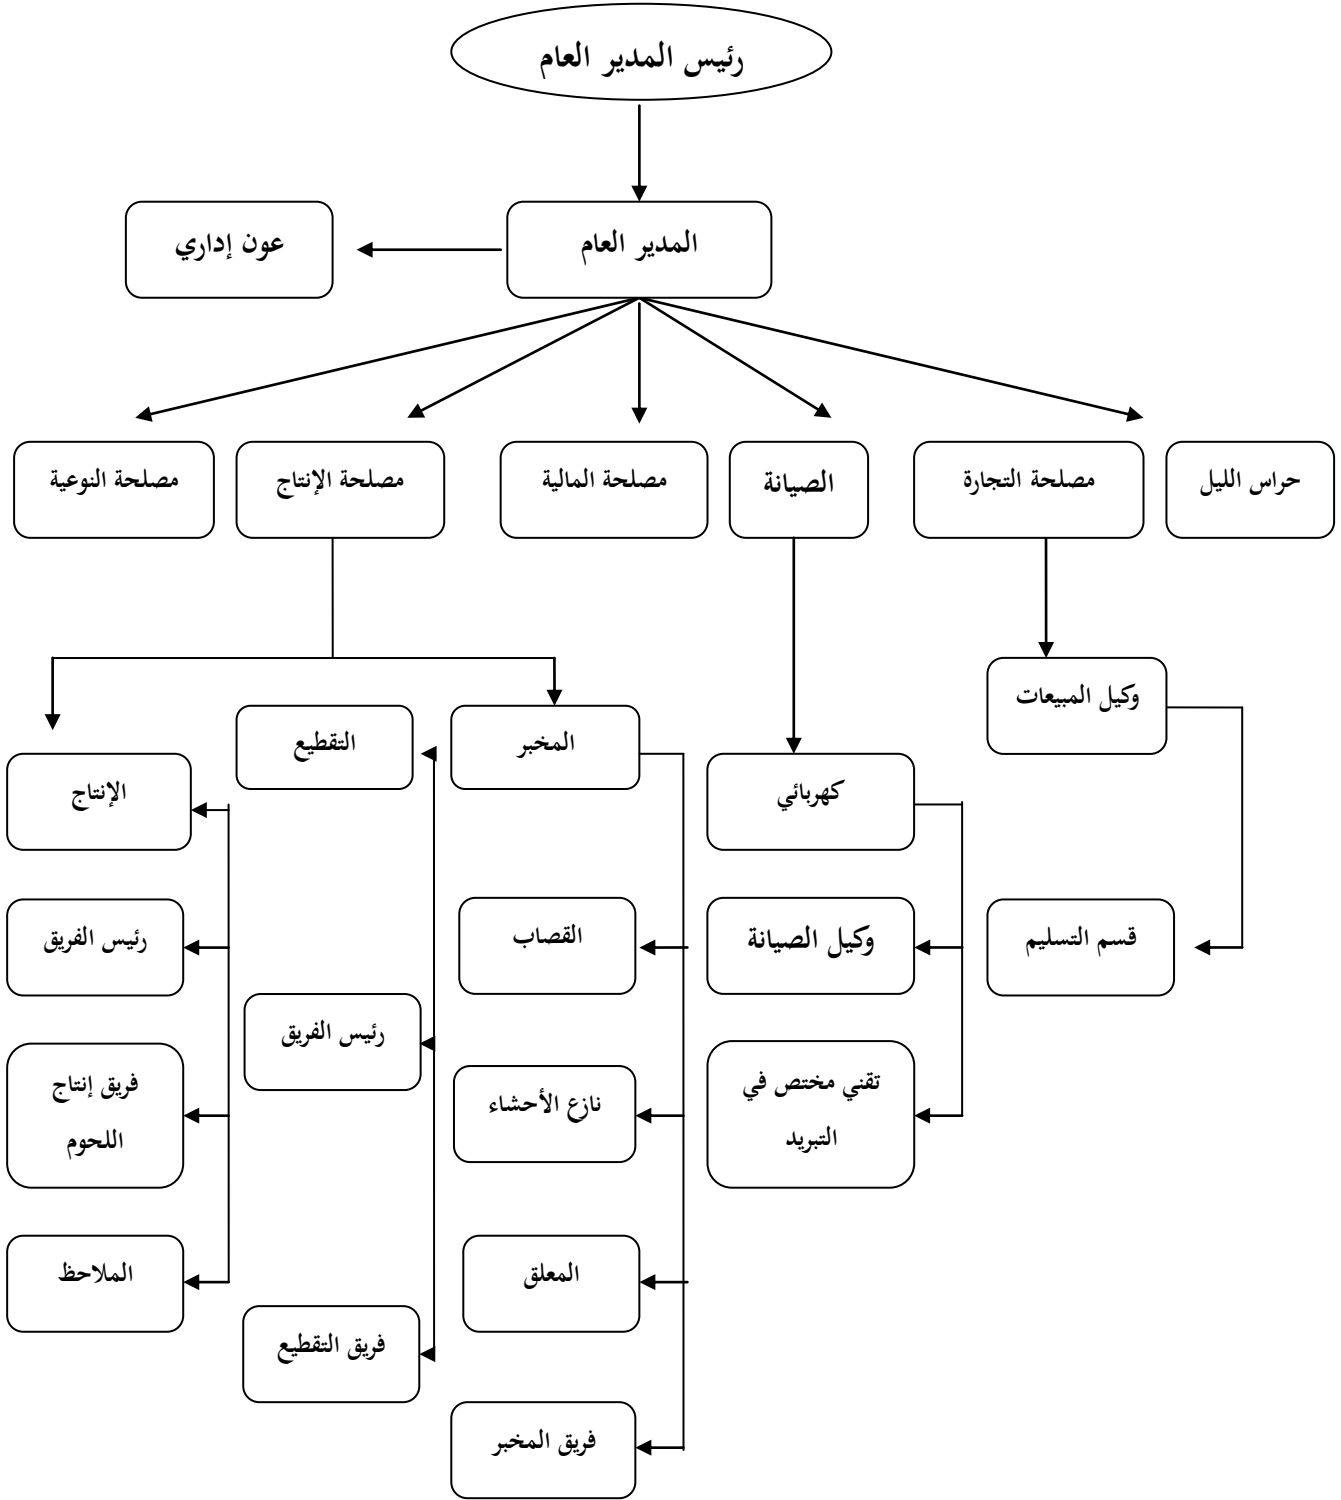 رئيس المدير العام
المدير العام
عون إداري
حراس الليل
مصلحة التجارة
الصيانة
مصلحة المالية
مصلحة الإنتاج
مصلحة النوعية
وكيل المبيعات
المخبر
التقطيع
كهربائي
الإنتاج
قسم التسليم
وكيل الصيانة
القصاب
رئيس الفريق
رئيس الفريق
تقني مختص في
التبريد
نازع الأحشاء
فريق إنتاج
اللحوم
المعلق
الملاحظ
فريق التقطيع
فريق المخبر